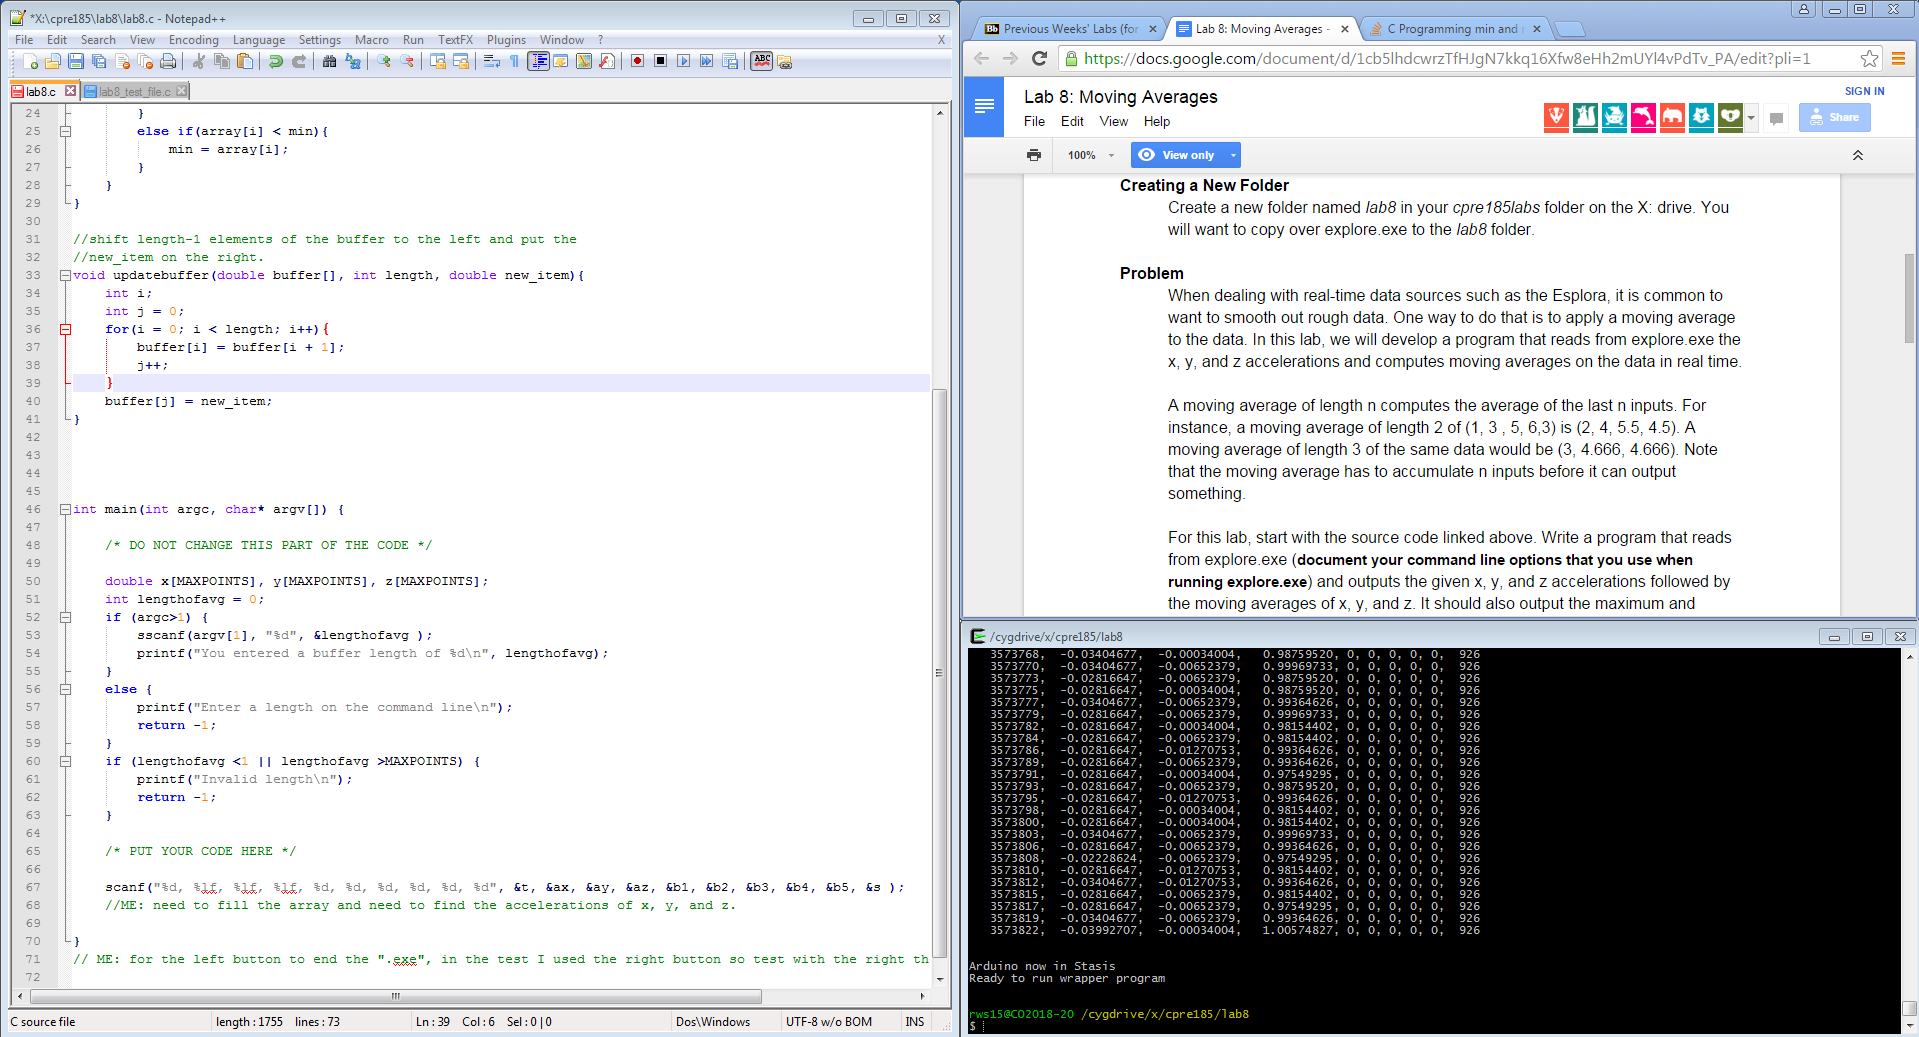 *X:\cpre185\lab8\lab8.c - Notepad++
File Edit Search View Encoding Language Settings Macro Run TextFX Plugins Window ? X
lab8.c lab8_test_file.c
24 }
25 else if(array[i] < min){
26 min = array[i];
27 }
28 }
29 }
30
31 //shift length-1 elements of the buffer to the left and put the
32 //new_item on the right.
33 void updatebuffer(double buffer[], int length, double new_item){
34 int i;
35 int j = 0;
36 for(i = 0; i < length; i++){
37 buffer[i] = buffer[i + 1];
38 j++;
39 }
40 buffer[j] = new_item;
41 }
42
43
44
45
46 int main(int argc, char* argv[]) {
47
48 /* DO NOT CHANGE THIS PART OF THE CODE */
49
50 double x[MAXPOINTS], y[MAXPOINTS], z[MAXPOINTS];
51 int lengthofavg = 0;
52 if (argc>1) {
53 sscanf(argv[1], "%d", &lengthofavg );
54 printf("You entered a buffer length of %d\n", lengthofavg);
55 }
56 else {
57 printf("Enter a length on the command line\n");
58 return -1;
59 }
60 if (lengthofavg <1 || lengthofavg >MAXPOINTS) {
61 printf("Invalid length\n");
62 return -1;
63 }
64
65 /* PUT YOUR CODE HERE */
66
67 scanf("%d, %lf, %lf, %lf, %d, %d, %d, %d, %d, %d", &t, &ax, &ay, &az, &b1, &b2, &b3, &b4, &b5, &s );
68 //ME: need to fill the array and need to find the accelerations of x, y, and z.
69
70 }
71 // ME: for the left button to end the ".exe", in the test I used the right button so test with the right th
72
C source file length : 1755 lines : 73 Ln : 39 Col : 6 Sel : 0 | 0 Dos\Windows UTF-8 w/o BOM INS
Bb Previous Weeks' Labs (for Lab 8: Moving Averages - C Programming min and
https://docs.google.com/document/d/1cb5lhdcwrzTfHJgN7kkq16Xfw8eHh2mUYl4vPdTv_PA/edit?pli=1
Lab 8: Moving Averages
SIGN IN
File Edit View Help
Share
100% View only
Creating a New Folder
Create a new folder named lab8 in your cpre185labs folder on the X: drive. You
will want to copy over explore.exe to the lab8 folder.
Problem
When dealing with real-time data sources such as the Esplora, it is common to
want to smooth out rough data. One way to do that is to apply a moving average
to the data. In this lab, we will develop a program that reads from explore.exe the
x, y, and z accelerations and computes moving averages on the data in real time.
A moving average of length n computes the average of the last n inputs. For
instance, a moving average of length 2 of (1, 3 , 5, 6,3) is (2, 4, 5.5, 4.5). A
moving average of length 3 of the same data would be (3, 4.666, 4.666). Note
that the moving average has to accumulate n inputs before it can output
something.
For this lab, start with the source code linked above. Write a program that reads
from explore.exe (document your command line options that you use when
running explore.exe) and outputs the given x, y, and z accelerations followed by
the moving averages of x, y, and z. It should also output the maximum and
/cygdrive/x/cpre185/lab8
3573768, -0.03404677, -0.00034004, 0.98759520, 0, 0, 0, 0, 0, 926
3573770, -0.03404677, -0.00652379, 0.99969733, 0, 0, 0, 0, 0, 926
3573773, -0.02816647, -0.00652379, 0.98759520, 0, 0, 0, 0, 0, 926
3573775, -0.02816647, -0.00034004, 0.98759520, 0, 0, 0, 0, 0, 926
3573777, -0.03404677, -0.00652379, 0.99364626, 0, 0, 0, 0, 0, 926
3573779, -0.02816647, -0.00652379, 0.99969733, 0, 0, 0, 0, 0, 926
3573782, -0.02816647, -0.00034004, 0.98154402, 0, 0, 0, 0, 0, 926
3573784, -0.02816647, -0.00652379, 0.98154402, 0, 0, 0, 0, 0, 926
3573786, -0.02816647, -0.01270753, 0.99364626, 0, 0, 0, 0, 0, 926
3573789, -0.02816647, -0.00652379, 0.99364626, 0, 0, 0, 0, 0, 926
3573791, -0.02816647, -0.00034004, 0.97549295, 0, 0, 0, 0, 0, 926
3573793, -0.02816647, -0.00652379, 0.98759520, 0, 0, 0, 0, 0, 926
3573795, -0.02816647, -0.01270753, 0.99364626, 0, 0, 0, 0, 0, 926
3573798, -0.02816647, -0.00034004, 0.98154402, 0, 0, 0, 0, 0, 926
3573800, -0.02816647, -0.00034004, 0.98154402, 0, 0, 0, 0, 0, 926
3573803, -0.03404677, -0.00652379, 0.99969733, 0, 0, 0, 0, 0, 926
3573806, -0.02816647, -0.00652379, 0.99364626, 0, 0, 0, 0, 0, 926
3573808, -0.02228624, -0.00652379, 0.97549295, 0, 0, 0, 0, 0, 926
3573810, -0.02816647, -0.01270753, 0.98154402, 0, 0, 0, 0, 0, 926
3573812, -0.03404677, -0.01270753, 0.99364626, 0, 0, 0, 0, 0, 926
3573815, -0.02816647, -0.00652379, 0.98154402, 0, 0, 0, 0, 0, 926
3573817, -0.02816647, -0.00652379, 0.97549295, 0, 0, 0, 0, 0, 926
3573819, -0.03404677, -0.00652379, 0.99364626, 0, 0, 0, 0, 0, 926
3573822, -0.03992707, -0.00034004, 1.00574827, 0, 0, 0, 0, 0, 926
Arduino now in Stasis
Ready to run wrapper program
rws15@CO2018-20 /cygdrive/x/cpre185/lab8
$